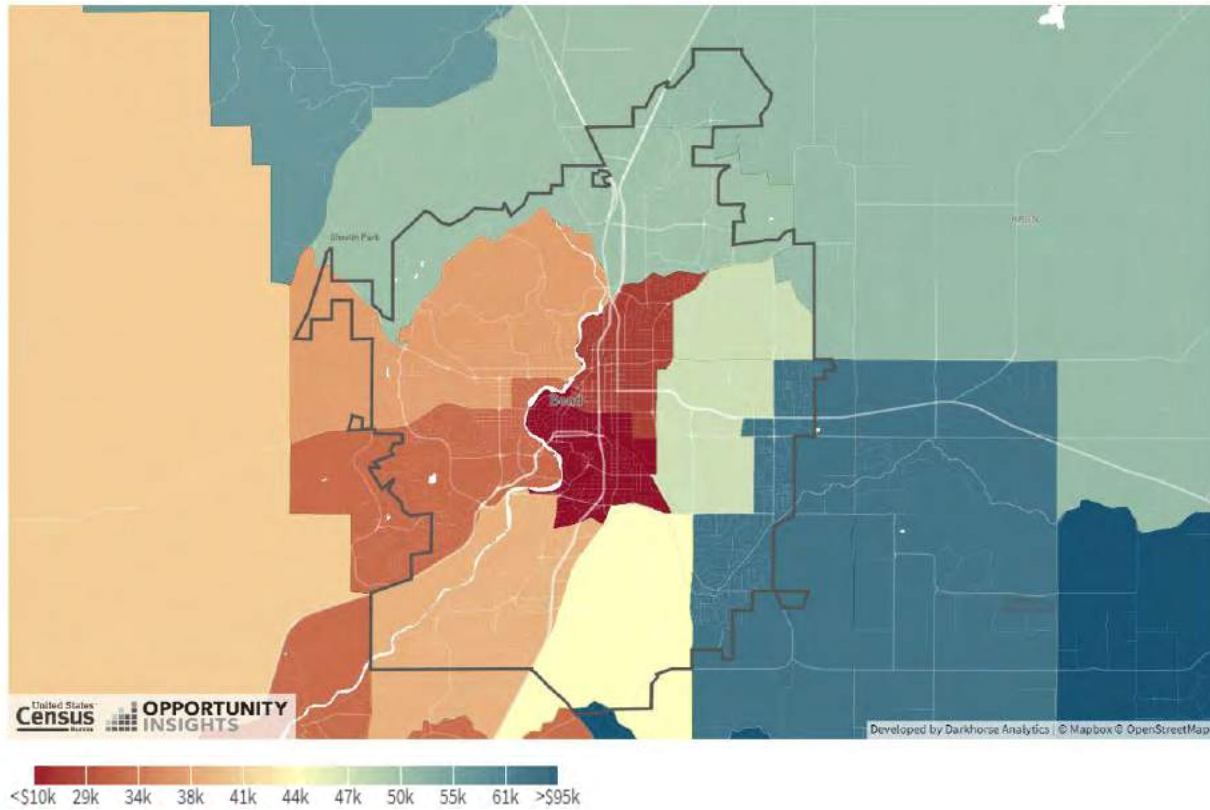 Shevlin Park
Bend
United States®
Census
Bureau
OPPORTUNITY
INSIGHTS
Developed by Darkhorse Analytics | © Mapbox © OpenStreetMap
<$10k 29k 34k 38k 41k 44k 47k 50k 55k 61k >$95k